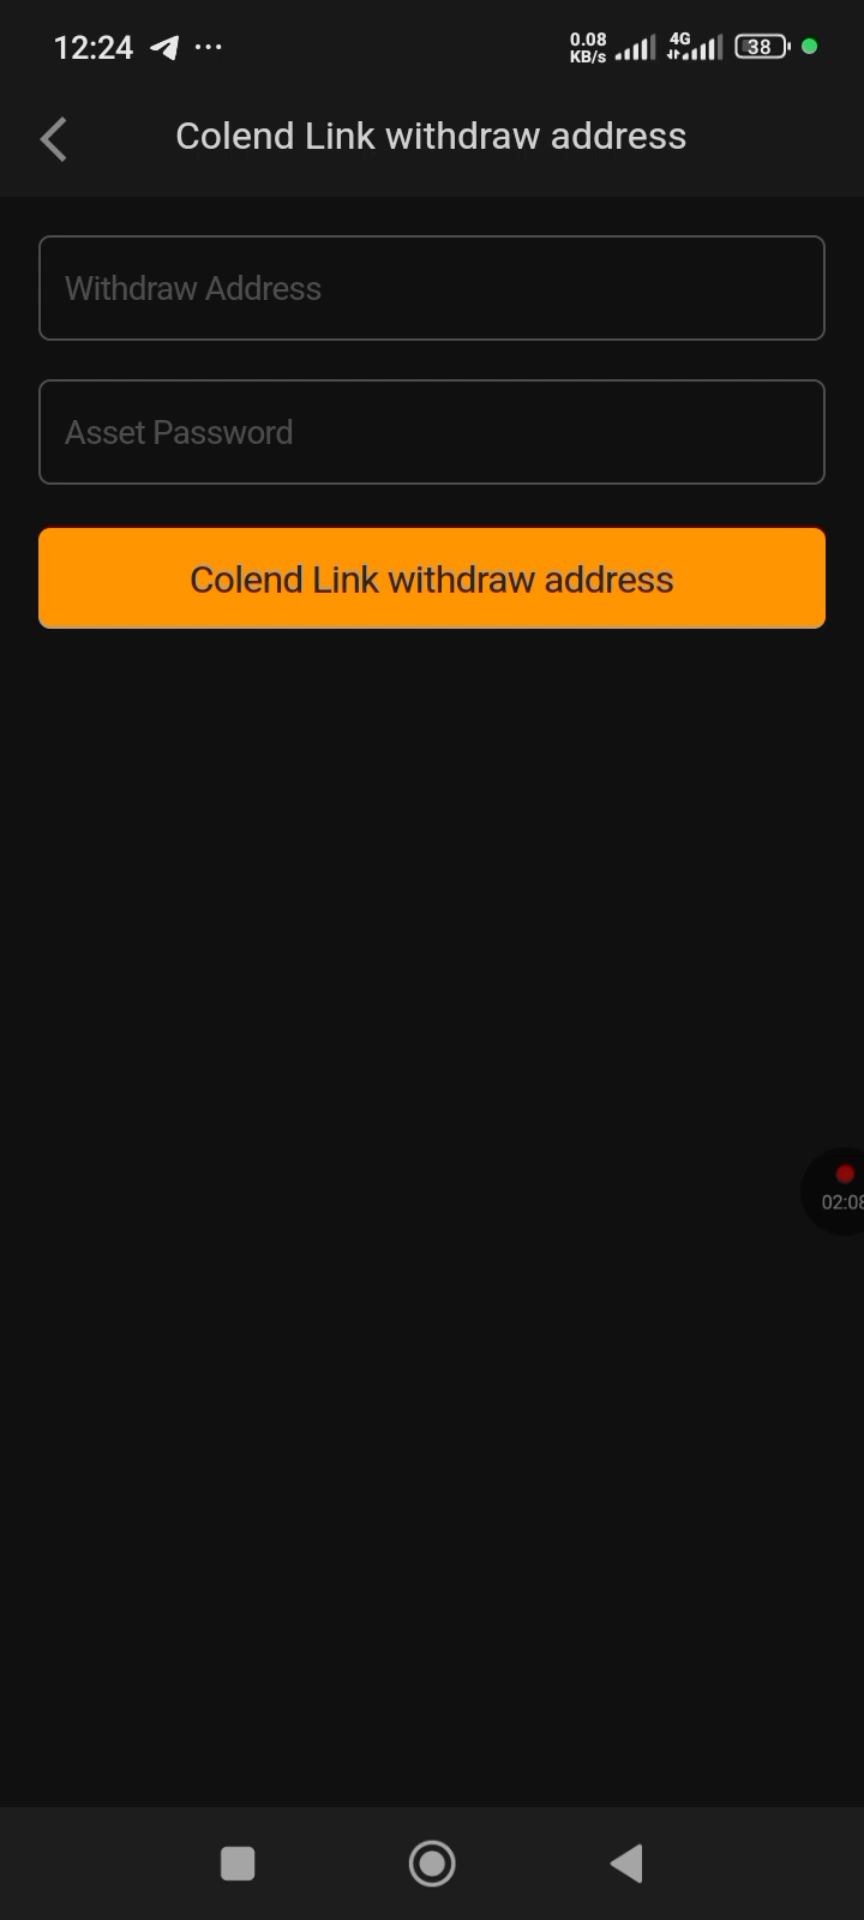 12:24
0.08
KB/s
4G
38
Colend Link withdraw address
Withdraw Address
Asset Password
Colend Link withdraw address
02:08